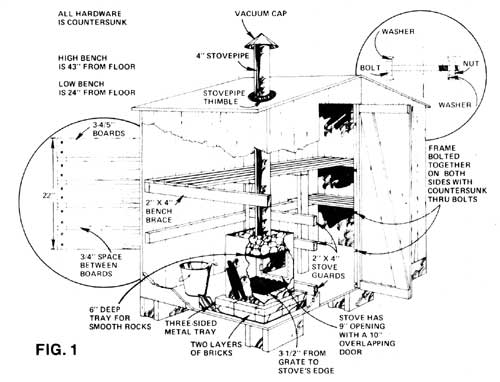 ALL HARDWARE
IS COUNTERSUNK
HIGH BENCH
IS 43" FROM FLOOR
LOW BENCH
IS 24" FROM FLOOR
VACUUM CAP
4" STOVEPIPE
STOVEPIPE
THIMBLE
WASHER
BOLT
NUT
WASHER
3-4/5"
BOARDS
22"
3/4" SPACE
BETWEEN
BOARDS
2" X 4"
BENCH
BRACE
FRAME
BOLTED
TOGETHER
ON BOTH
SIDES WITH
COUNTERSUNK
THRU BOLTS
2" X 4"
STOVE
GUARDS
6" DEEP
TRAY FOR
SMOOTH ROCKS
THREE-SIDED
METAL TRAY
TWO LAYERS
OF BRICKS
3 1/2" FROM
GRATE TO
STOVE'S EDGE
STOVE HAS
9" OPENING
WITH A 10"
OVERLAPPING
DOOR
FIG. 1